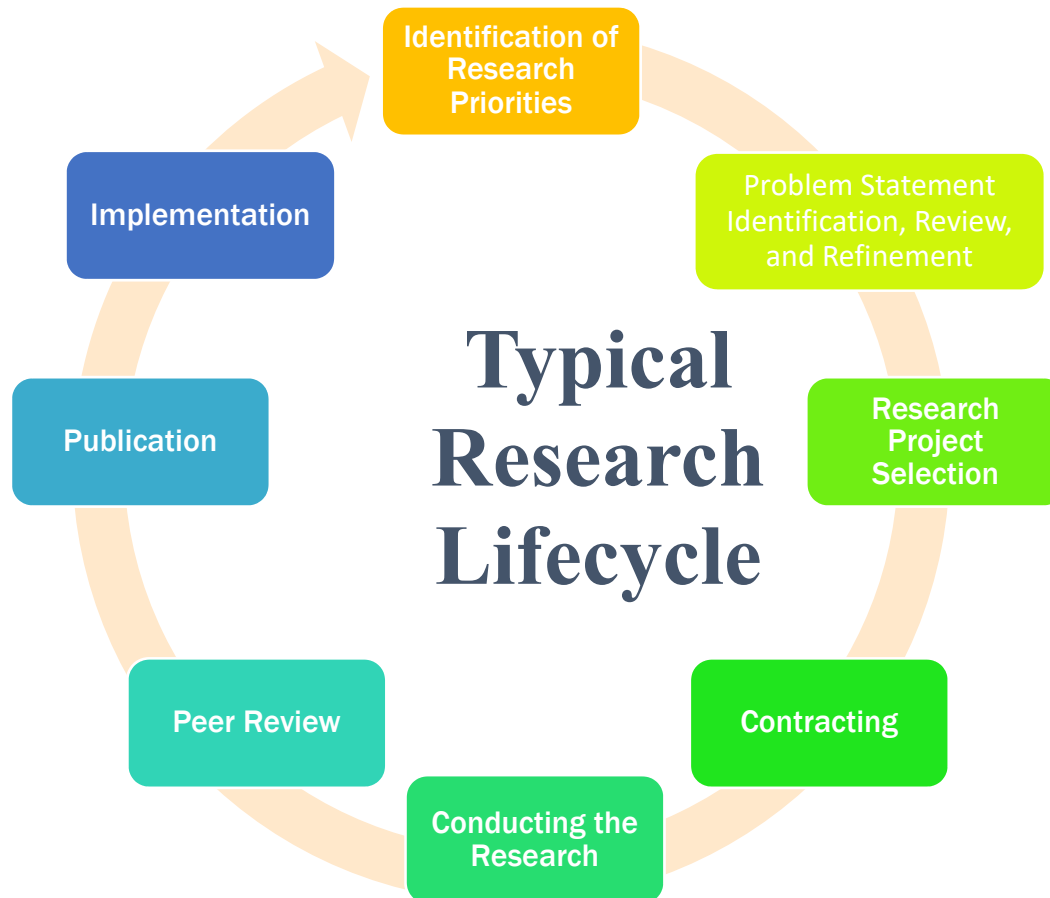 Identification of
Research
Priorities
Problem Statement
Identification, Review,
and Refinement
Research
Project
Selection
Contracting
Conducting the
Research
Peer Review
Publication
Implementation
Typical
Research
Lifecycle